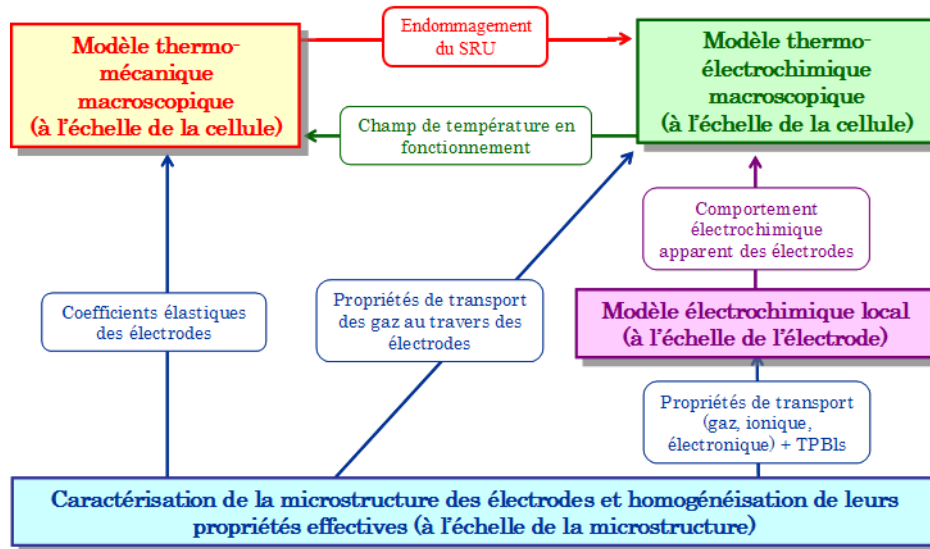 Modèle thermo-
mécanique
macroscopique
(à l'échelle de la cellule)
Endommagement
du SRU
Modèle thermo-
électrochimique
macroscopique
(à l'échelle de la cellule)
Champ de température en
fonctionnement
Comportement
électrochimique
apparent des électrodes
Coefficients élastiques
des électrodes
Propriétés de transport
des gaz au travers des
électrodes
Modèle électrochimique local
(à l'échelle de l'électrode)
Propriétés de transport
(gaz, ionique,
électronique) + TPBls
Caractérisation de la microstructure des électrodes et homogénéisation de leurs
propriétés effectives (à l'échelle de la microstructure)